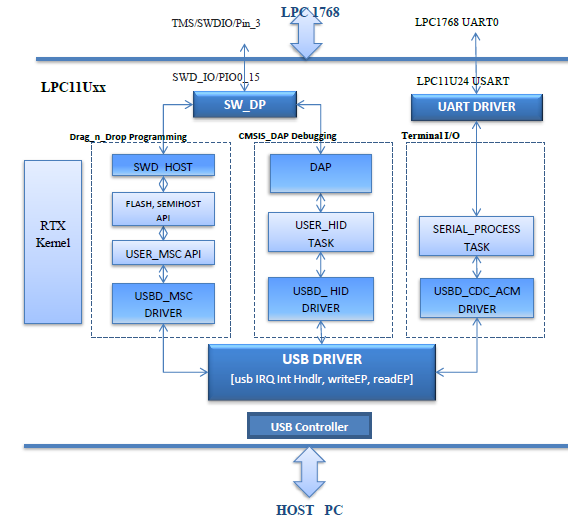 LPC 1768
TMS/SWDIO/Pin_3
LPC1768 UART0
LPC11Uxx
SWD_IO/PIO0_15
LPC11U24 USART
SW_DP
UART DRIVER
Drag_n_Drop Programming
CMSIS_DAP Debugging
Terminal I/O
RTX
Kernel
SWD_HOST
FLASH, SEMIHOST
API
USER_MSC API
USBD_MSC
DRIVER
DAP
USER_HID
TASK
USBD_ HID
DRIVER
SERIAL_PROCESS
TASK
USBD_CDC_ACM
DRIVER
USB DRIVER
[usb IRQ Int Hndlr, writeEP, readEP]
USB Controller
HOST PC